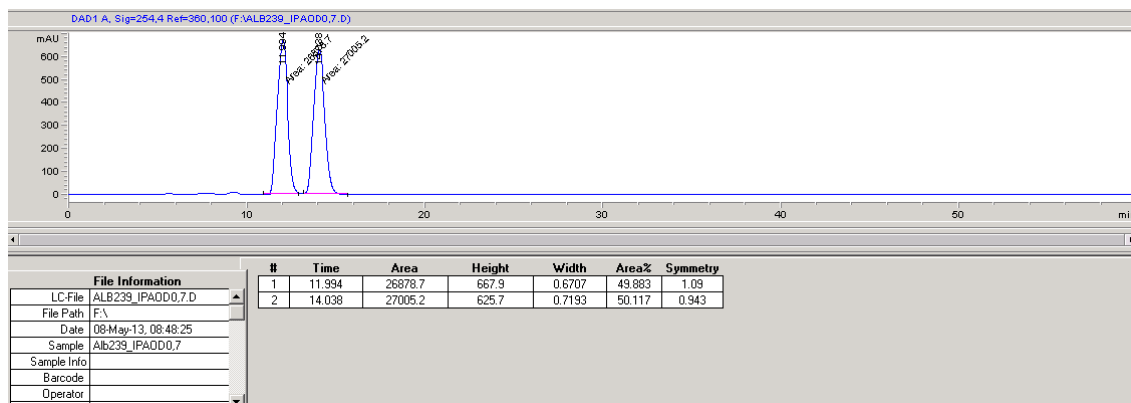 DAD1 A, Sig=254,4 Ref=360,100 (F:\ALB239_IPAOD0,7.D)
mAU
600
500
400
300
200
100
0
Area: 27005.2
0 10 20 30 40 50 mi
# Time Area Height Width Area% Symmetry
1 11.994 26878.7 667.9 0.6707 49.883 1.09
2 14.038 27005.2 625.7 0.7193 50.117 0.943
File Information
LC-File ALB239_IPAOD0,7.D
File Path F:\
Date 08-May-13, 08:48:25
Sample Alb239_IPAOD0,7
Sample Info
Barcode
Operator